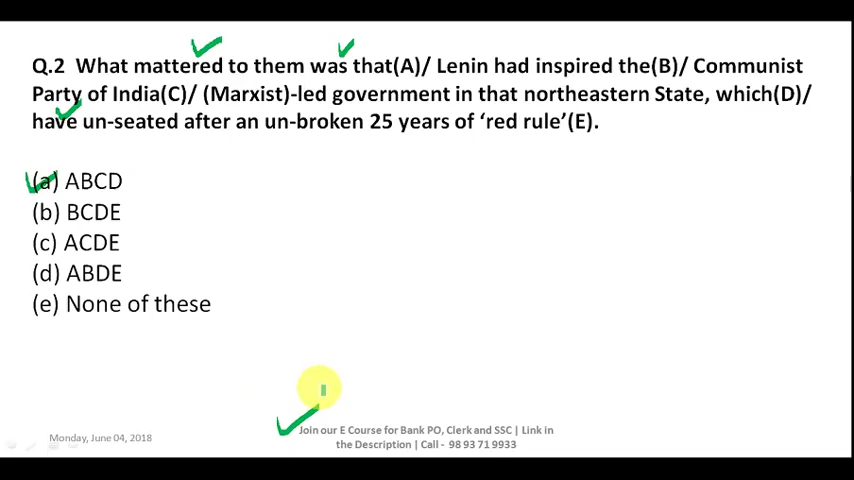 Q.2 What mattered to them was that(A)/ Lenin had inspired the(B)/ Communist
Party of India(C)/ (Marxist)-led government in that northeastern State, which(D)/
have un-seated after an un-broken 25 years of ‘red rule’(E).
(a) ABCD
(b) BCDE
(c) ACDE
(d) ABDE
(e) None of these
Monday, June 04, 2018
Join our E Course for Bank PO, Clerk and SSC | Link in
the Description | Call - 98 93 71 9933